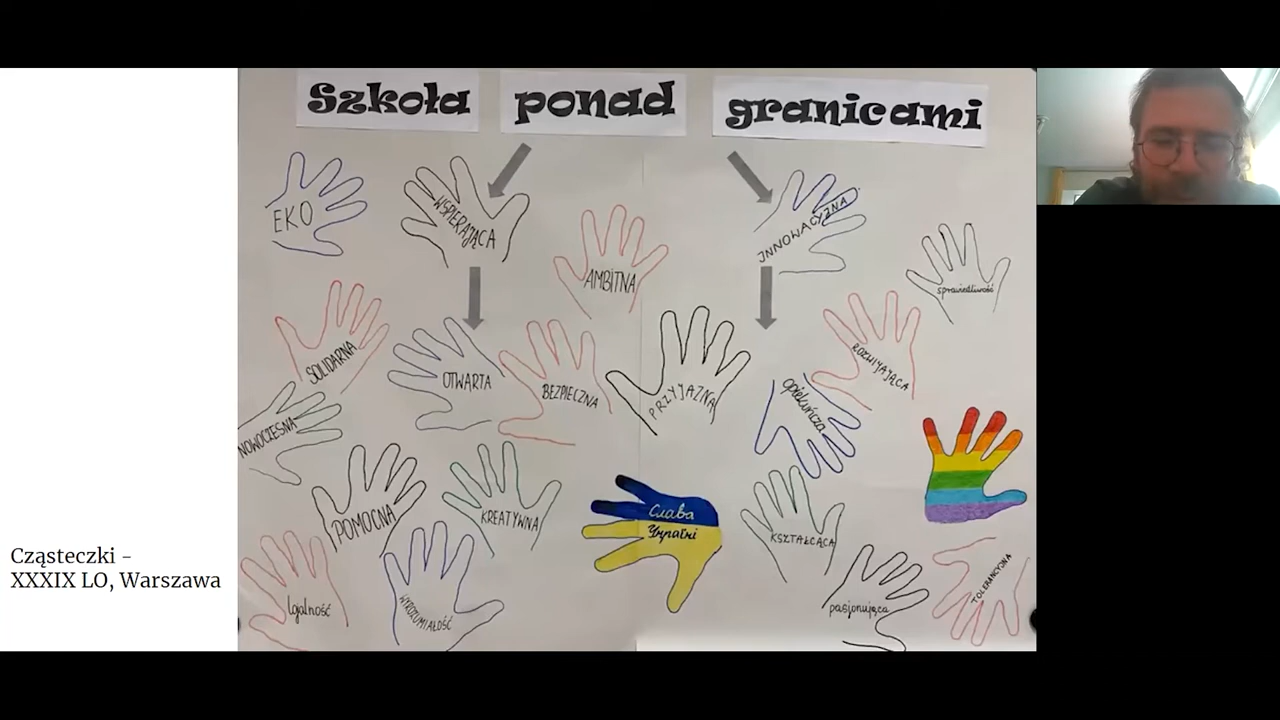 Szkoła ponad granicami
EKO
WSPIERAJĄCA
AMBITNA
INNOWACYJNA
sprawiedliwość
SOLIDARNA
OTWARTA
BEZPIECZNA
PRZYJAZNA
opiekuńcza
ROZWIJAJĄCA
NOWOCZESNA
POMOCNA
KREATYWNA
Слава
Україні
KSZTAŁCĄCA
lojalność
WYROZUMIAŁOŚĆ
pasjonująca
TOLERANCYJNA
Cząsteczki –
XXXIX LO, Warszawa